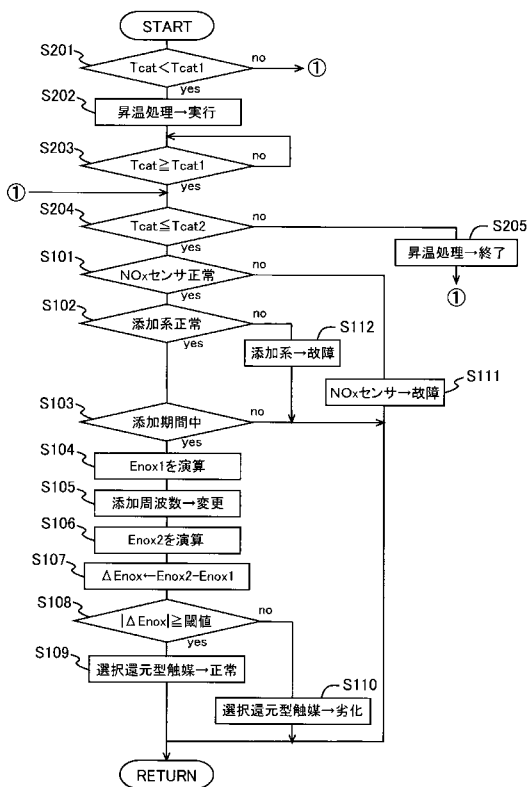 START
S201
Tcat<Tcat1
no
①
yes
S202
昇温処理→実行
S203
Tcat≧Tcat1
no
yes
①
S204
Tcat≦Tcat2
no
yes
S205
昇温処理→終了
①
S101
NOxセンサ正常
no
yes
S102
添加系正常
no
yes
S112
添加系→故障
S111
NOxセンサ→故障
S103
添加期間中
no
yes
S104
Enox1を演算
S105
添加周波数→変更
S106
Enox2を演算
S107
ΔEnox←Enox2-Enox1
S108
|ΔEnox|≧閾値
no
yes
S109
選択還元型触媒→正常
S110
選択還元型触媒→劣化
RETURN